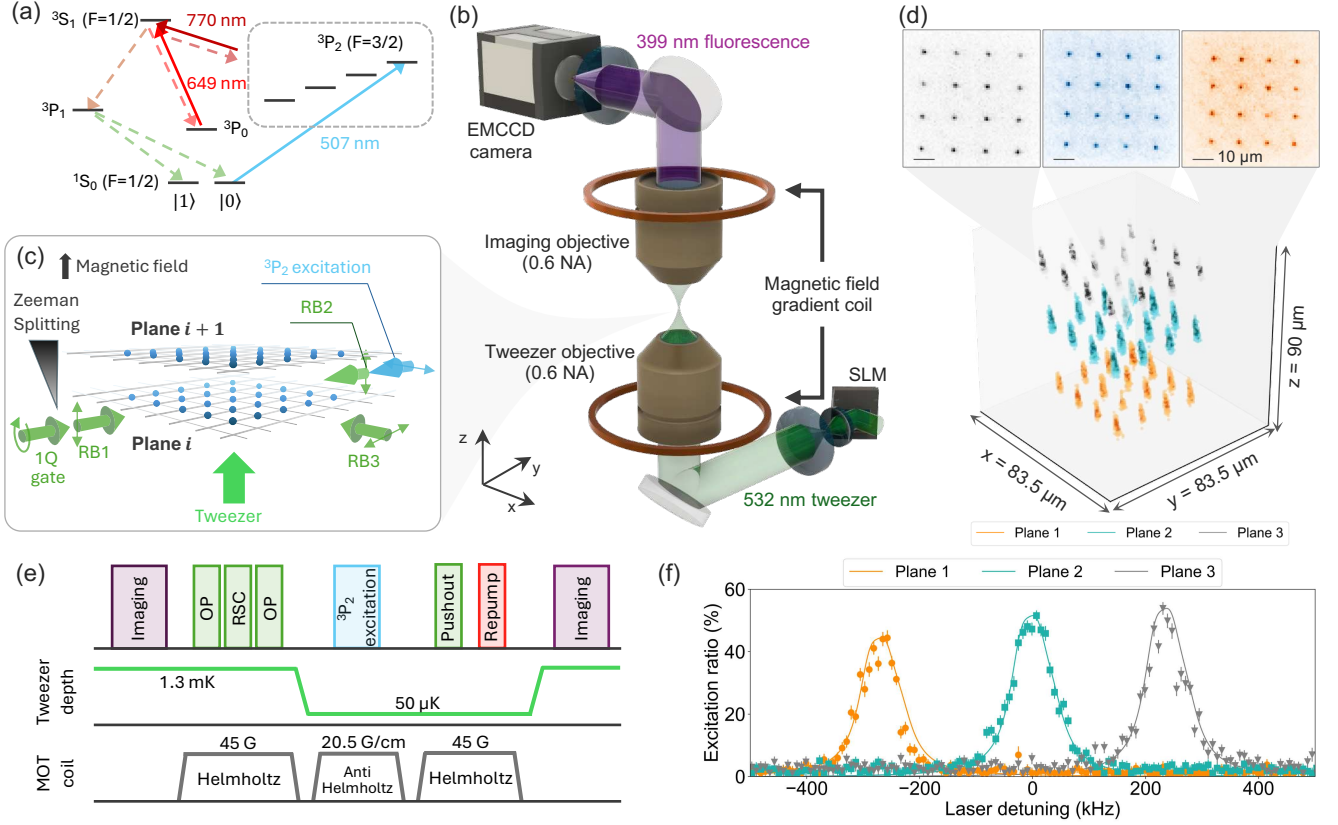 (a)
³S₁ (F=1/2)
770 nm
³P₂ (F=3/2)
649 nm
³P₁
³P₀
507 nm
¹S₀ (F=1/2)
|1⟩
|0⟩
(b)
399 nm fluorescence
EMCCD
camera
Imaging objective
(0.6 NA)
Magnetic field
gradient coil
Tweezer objective
(0.6 NA)
SLM
532 nm tweezer
z
y
x
(c)
Magnetic field
Zeeman
Splitting
³P₂ excitation
RB2
Plane i + 1
Plane i
1Q
gate
RB1
RB3
Tweezer
(d)
10 µm
z = 90 µm
x = 83.5 µm
y = 83.5 µm
Plane 1
Plane 2
Plane 3
(e)
Imaging
OP
RSC
OP
³P₂
excitation
Pushout
Repump
Imaging
Tweezer
depth
1.3 mK
50 µK
MOT
coil
45 G
20.5 G/cm
45 G
Helmholtz
Anti
Helmholtz
Helmholtz
(f)
Plane 1
Plane 2
Plane 3
Excitation ratio (%)
60
40
20
0
−400
−200
0
200
400
Laser detuning (kHz)